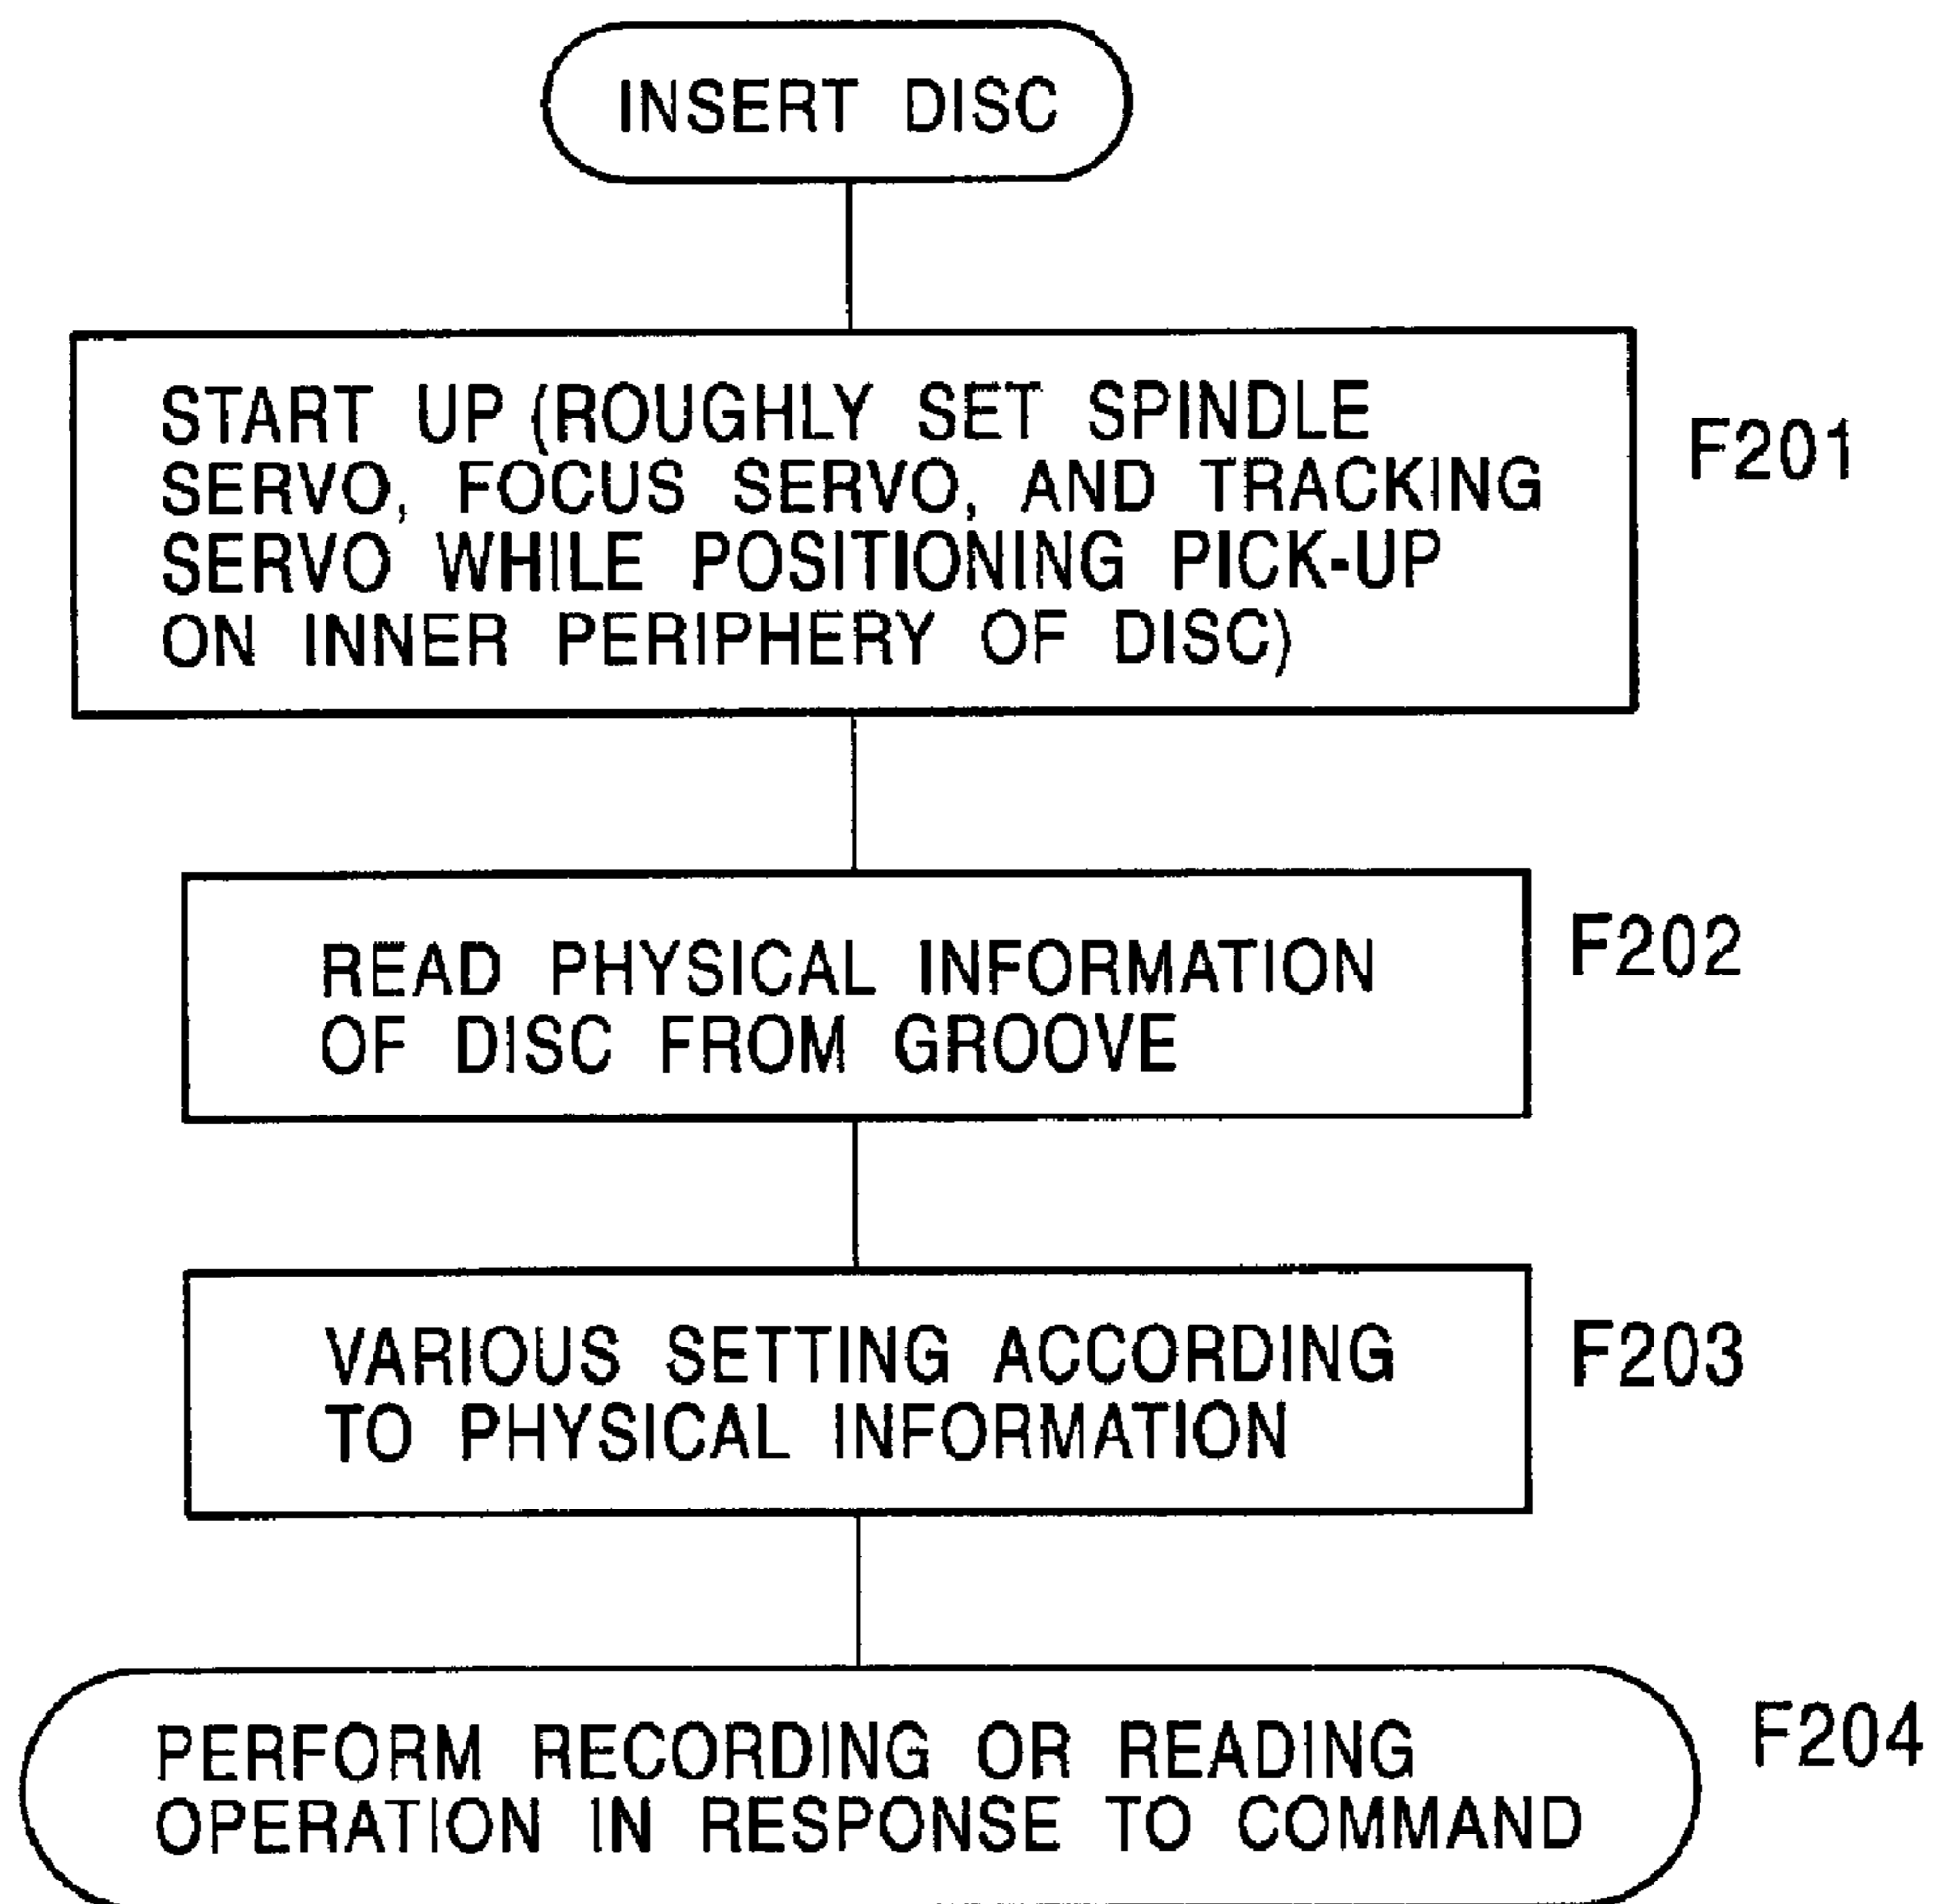 INSERT DISC
START UP (ROUGHLY SET SPINDLE
SERVO, FOCUS SERVO, AND TRACKING
SERVO WHILE POSITIONING PICK-UP
ON INNER PERIPHERY OF DISC)
F201
READ PHYSICAL INFORMATION
OF DISC FROM GROOVE
F202
VARIOUS SETTING ACCORDING
TO PHYSICAL INFORMATION
F203
PERFORM RECORDING OR READING
OPERATION IN RESPONSE TO COMMAND
F204